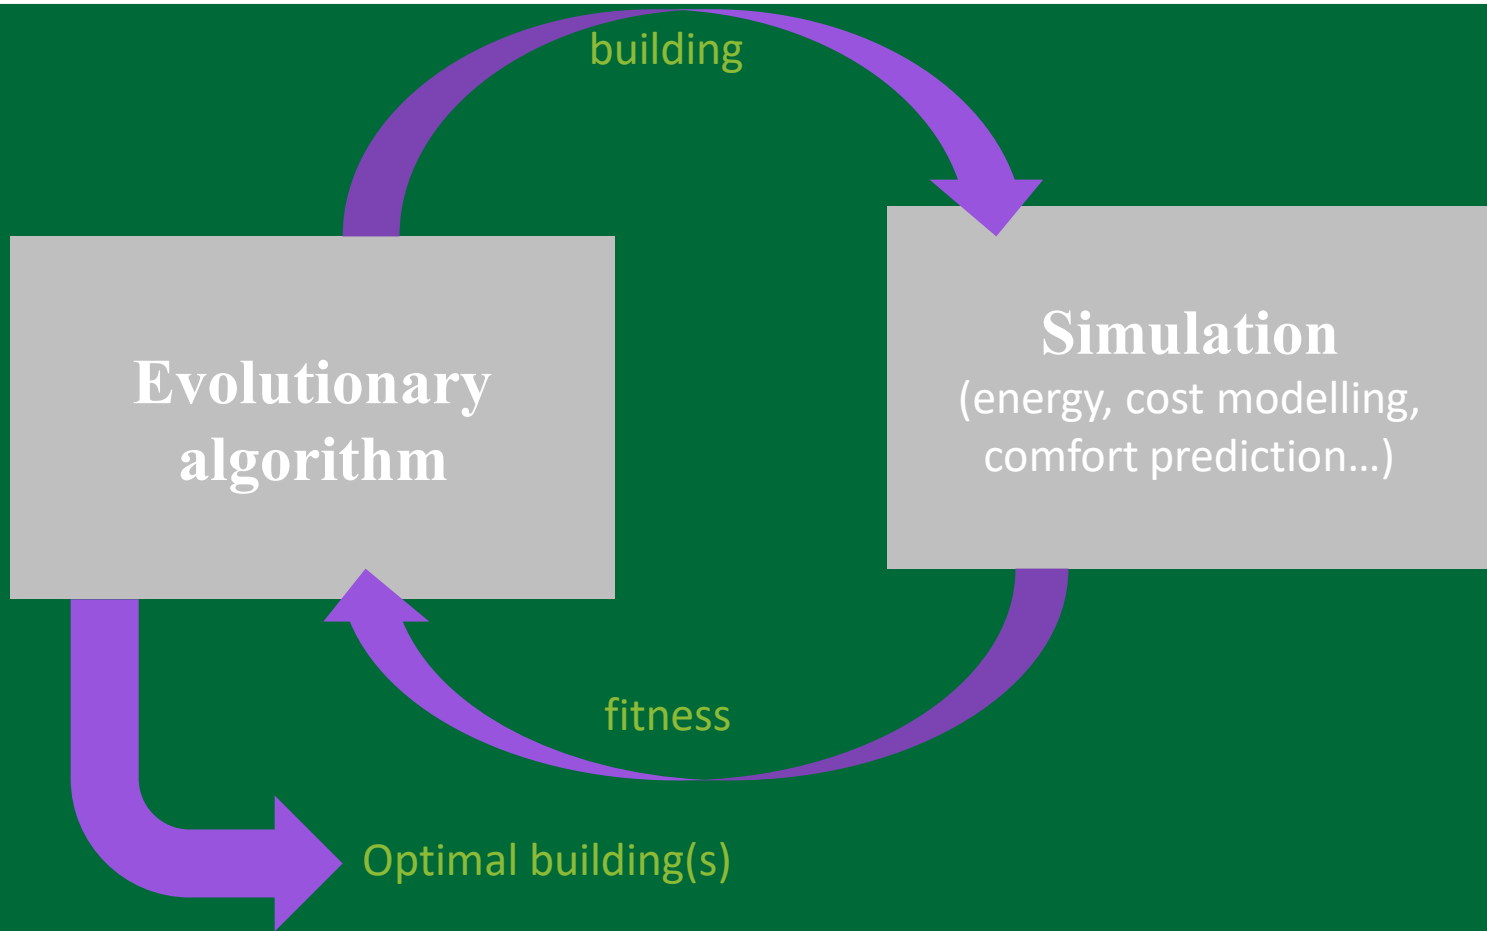 building
Evolutionary
algorithm
Simulation
(energy, cost modelling,
comfort prediction…)
fitness
Optimal building(s)